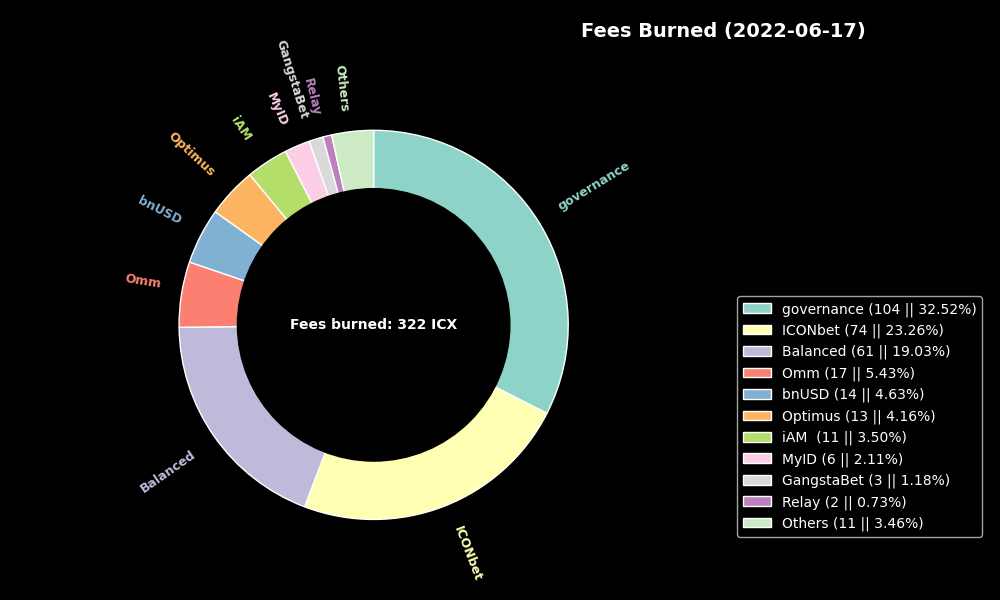 Fees Burned (2022-06-17)
GangstaBet
Relay
Others
MyID
iAM
Optimus
governance
bnUSD
Omm
Fees burned: 322 ICX
Balanced
ICONbet
governance (104 || 32.52%)
ICONbet (74 || 23.26%)
Balanced (61 || 19.03%)
Omm (17 || 5.43%)
bnUSD (14 || 4.63%)
Optimus (13 || 4.16%)
iAM  (11 || 3.50%)
MyID (6 || 2.11%)
GangstaBet (3 || 1.18%)
Relay (2 || 0.73%)
Others (11 || 3.46%)